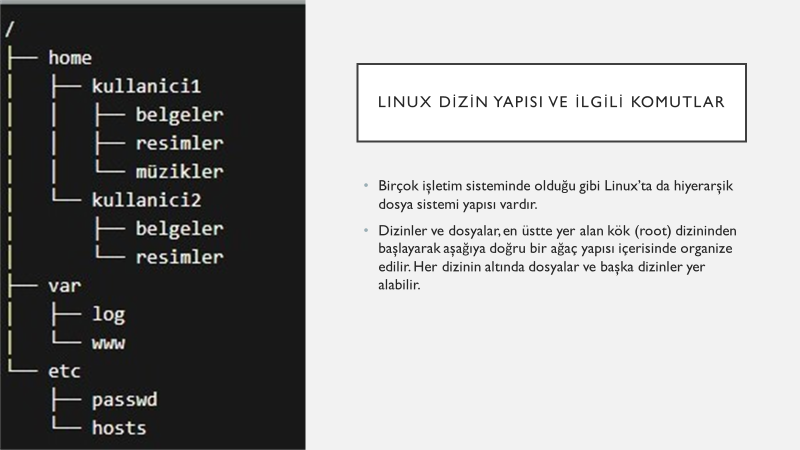 /
├── home
│   ├── kullanici1
│   │   ├── belgeler
│   │   ├── resimler
│   │   └── müzikler
│   └── kullanici2
│       ├── belgeler
│       └── resimler
├── var
│   ├── log
│   └── www
└── etc
    ├── passwd
    └── hosts
LINUX DİZİN YAPISI VE İLGİLİ KOMUTLAR
• Birçok işletim sisteminde olduğu gibi Linux’ta da hiyerarşik
dosya sistemi yapısı vardır.
• Dizinler ve dosyalar, en üstte yer alan kök (root) dizininden
başlayarak aşağıya doğru bir ağaç yapısı içerisinde organize
edilir. Her dizinin altında dosyalar ve başka dizinler yer
alabilir.